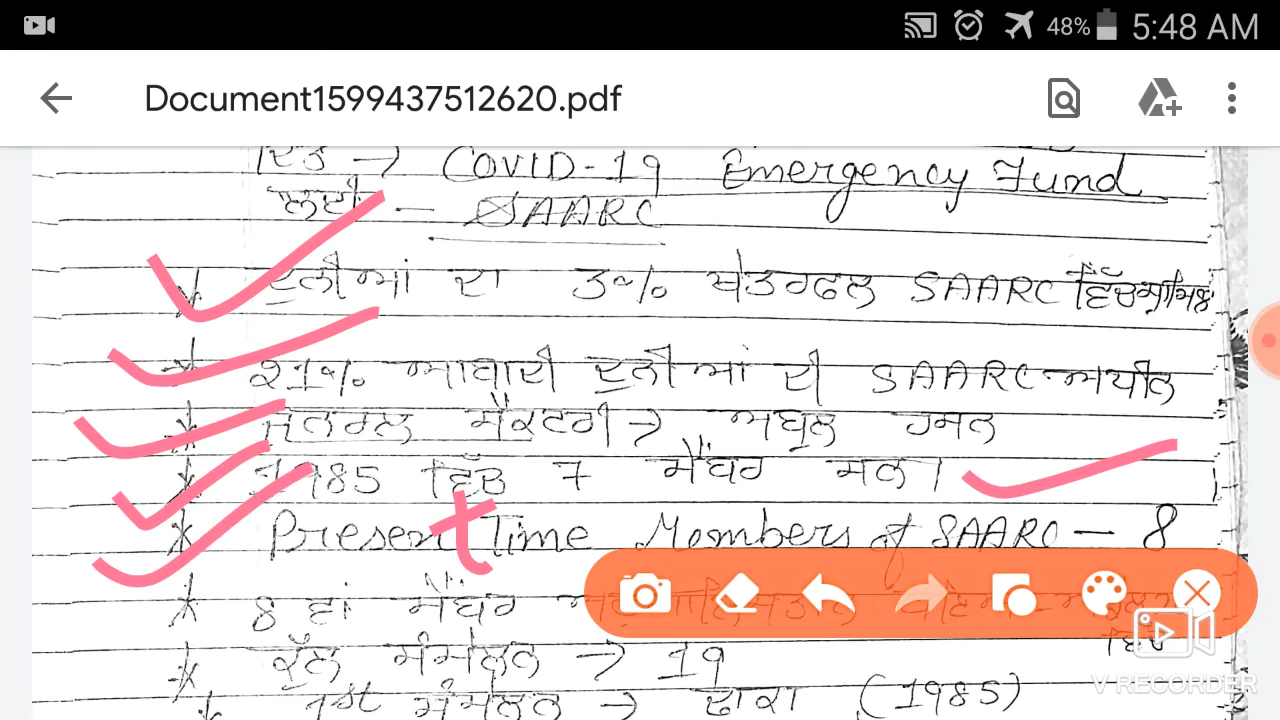 48% 5:48 AM
Document1599437512620.pdf
ਦਿੱਤੇ → COVID-19 Emergency Fund
ਲਈ — SAARC
* ਦੁਨੀਆਂ ਦਾ 3% ਖੇਤਰਫਲ SAARC ਵਿੱਚ ਸ਼ਾਮਿਲ
* 21% ਆਬਾਦੀ ਦੁਨੀਆਂ ਦੀ SAARC ਅਧੀਨ
* ਜਨਰਲ ਸੈਕਟਰੀ → ਅਬਦੁਲ ਹਸਨ
* 1985 ਵਿੱਚ 7 ਮੈਂਬਰ ਸਨ।
* Present Time Members of SAARC — 8
* 8 ਵਾਂ ਮੈਂਬਰ
* ਕੁੱਲ ਸੰਮੇਲਨ → 19
* 1st ਸੰਮੇਲਨ → ਢਾਕਾ (1985)
V RECORDER